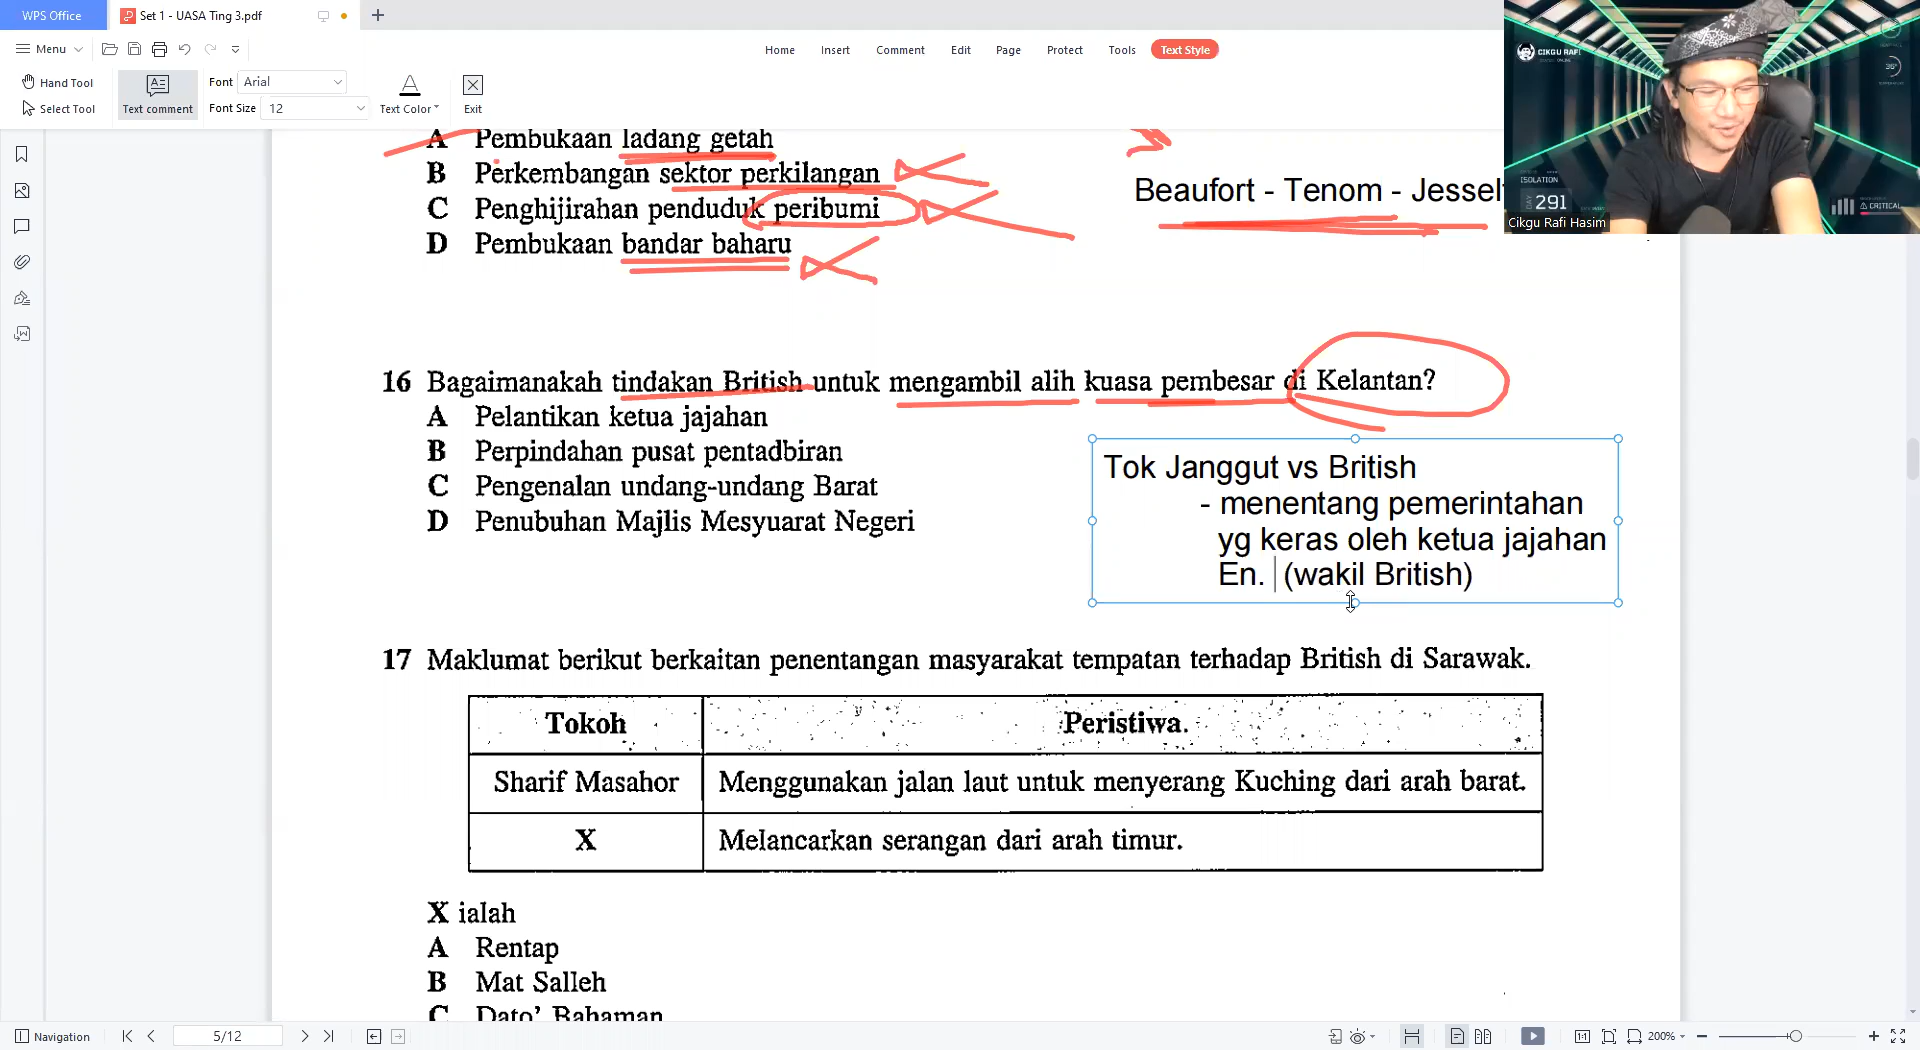 WPS Office
Set 1 - UASA Ting 3.pdf
Menu
Home
Insert
Comment
Edit
Page
Protect
Tools
Text Style
Hand Tool
Select Tool
Text comment
Font
Arial
Font Size
12
Text Color
Exit
CIKGU RAFI
36°
ISOLATION
DAY 291
CRITICAL
Cikgu Rafi Hasim
A Pembukaan ladang getah
B Perkembangan sektor perkilangan
C Penghijirahan penduduk peribumi
D Pembukaan bandar baharu
Beaufort - Tenom - Jesselt
16 Bagaimanakah tindakan British untuk mengambil alih kuasa pembesar di Kelantan?
A Pelantikan ketua jajahan
B Perpindahan pusat pentadbiran
C Pengenalan undang-undang Barat
D Penubuhan Majlis Mesyuarat Negeri
Tok Janggut vs British
- menentang pemerintahan
yg keras oleh ketua jajahan
En. (wakil British)
17 Maklumat berikut berkaitan penentangan masyarakat tempatan terhadap British di Sarawak.
Tokoh Peristiwa.
Sharif Masahor Menggunakan jalan laut untuk menyerang Kuching dari arah barat.
X Melancarkan serangan dari arah timur.
X ialah
A Rentap
B Mat Salleh
C Dato' Bahaman
Navigation
5/12
200%